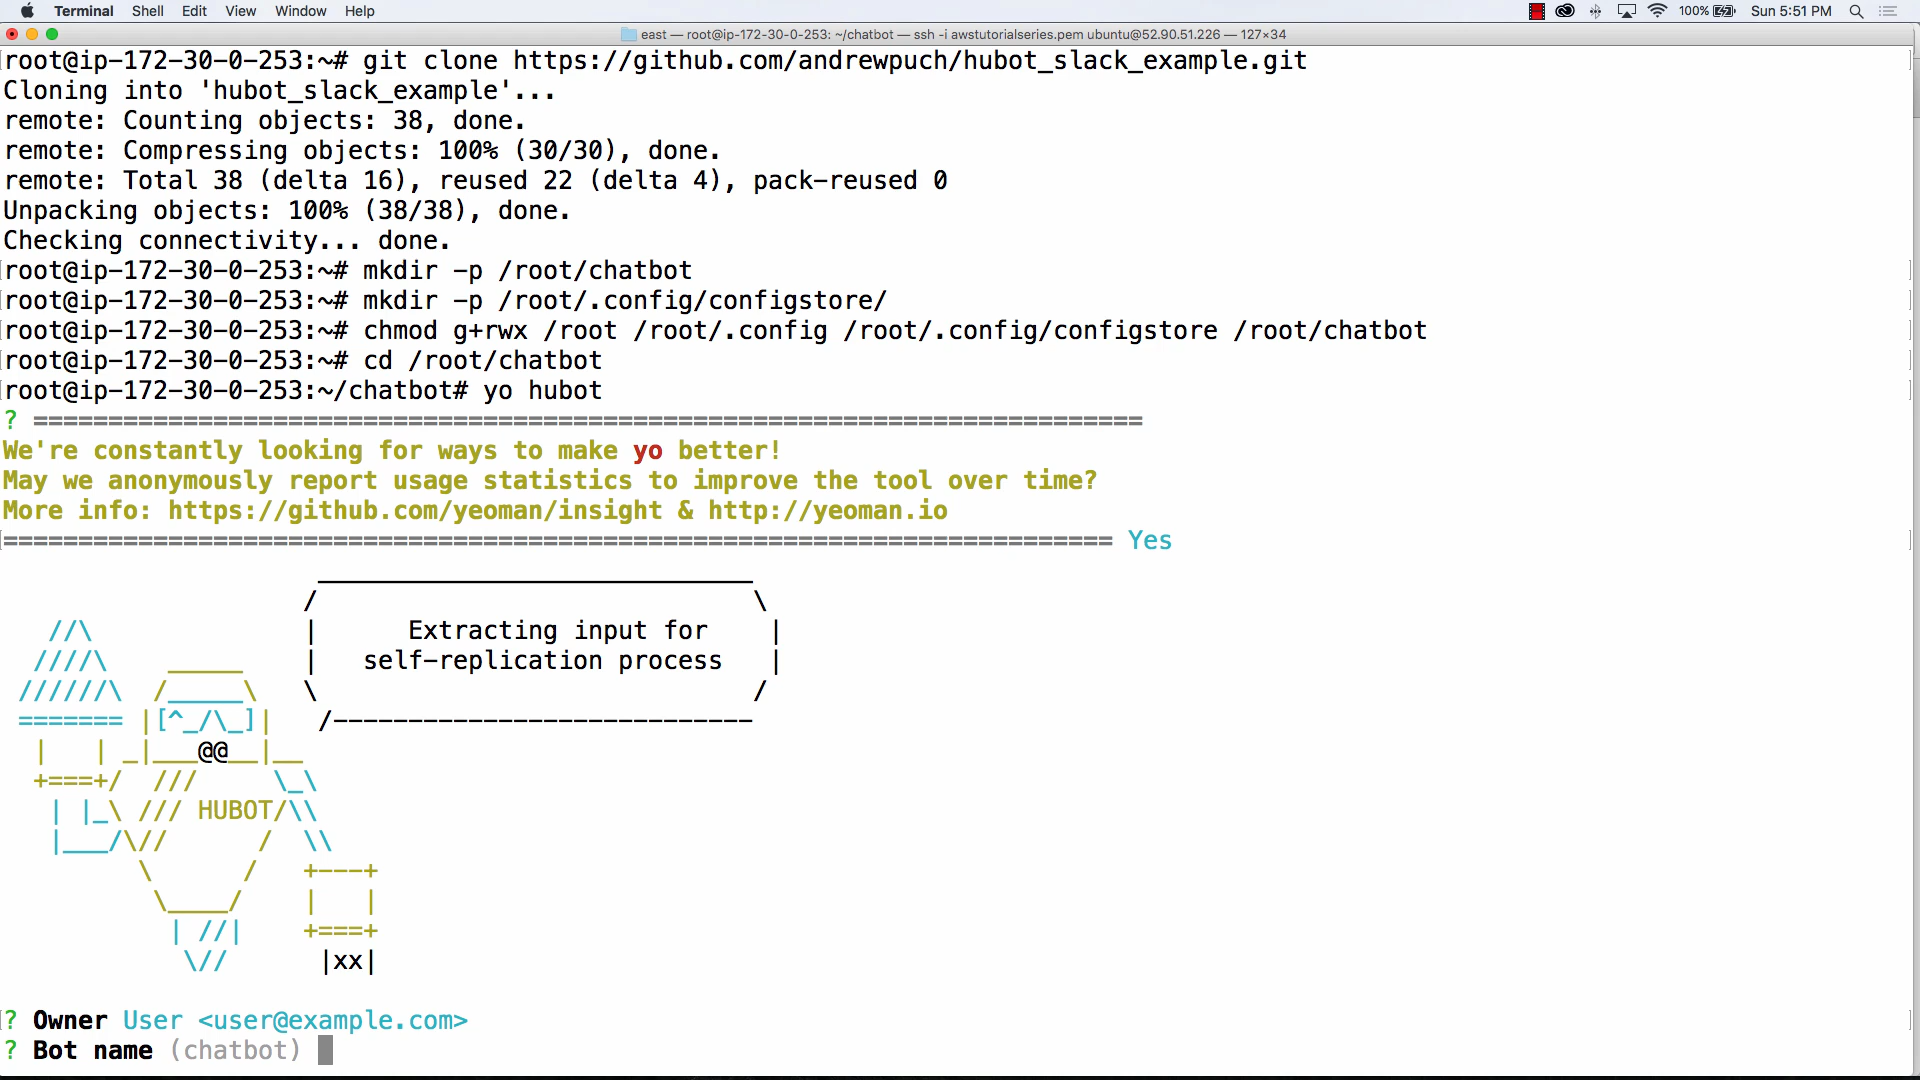 Terminal Shell Edit View Window Help 100% Sun 5:51 PM
east — root@ip-172-30-0-253: ~/chatbot — ssh -i awstutorialseries.pem ubuntu@52.90.51.226 — 127×34
root@ip-172-30-0-253:~# git clone https://github.com/andrewpuch/hubot_slack_example.git
Cloning into 'hubot_slack_example'...
remote: Counting objects: 38, done.
remote: Compressing objects: 100% (30/30), done.
remote: Total 38 (delta 16), reused 22 (delta 4), pack-reused 0
Unpacking objects: 100% (38/38), done.
Checking connectivity... done.
root@ip-172-30-0-253:~# mkdir -p /root/chatbot
root@ip-172-30-0-253:~# mkdir -p /root/.config/configstore/
root@ip-172-30-0-253:~# chmod g+rwx /root /root/.config /root/.config/configstore /root/chatbot
root@ip-172-30-0-253:~# cd /root/chatbot
root@ip-172-30-0-253:~/chatbot# yo hubot
? ==========================================================================
We're constantly looking for ways to make yo better!
May we anonymously report usage statistics to improve the tool over time?
More info: https://github.com/yeoman/insight & http://yeoman.io
========================================================================== Yes
                     _____________________________
                    /                             \
   //\              |      Extracting input for    |
  ////\    _____    |   self-replication process   |
 //////\  /_____\   \                             /
 ======= |[^_/\_]|   /----------------------------
  |   | _|___@@__|__
  +===+/  ///     \_\
   | |_\ /// HUBOT/\\
   |___/\//      /  \\
         \      /   +---+
          \____/    |   |
           | //|    +===+
            \//      |xx|
? Owner User <user@example.com>
? Bot name (chatbot)